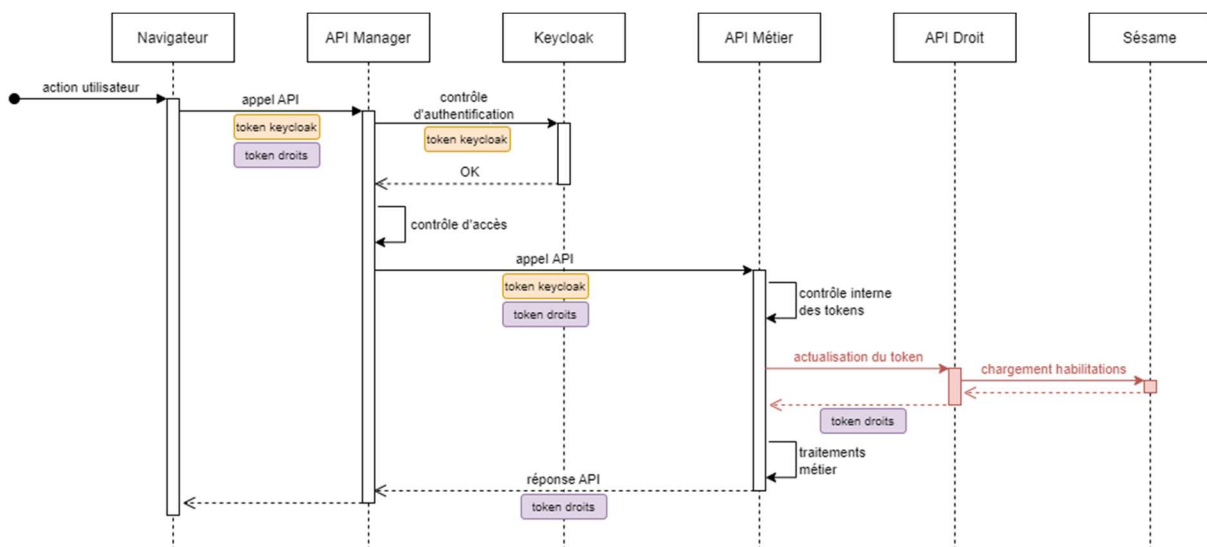 Navigateur
API Manager
Keycloak
API Métier
API Droit
Sésame
action utilisateur
appel API
token keycloak
token droits
contrôle
d'authentification
token keycloak
OK
contrôle d'accès
appel API
token keycloak
token droits
contrôle interne
des tokens
actualisation du token
chargement habilitations
token droits
traitements
métier
réponse API
token droits